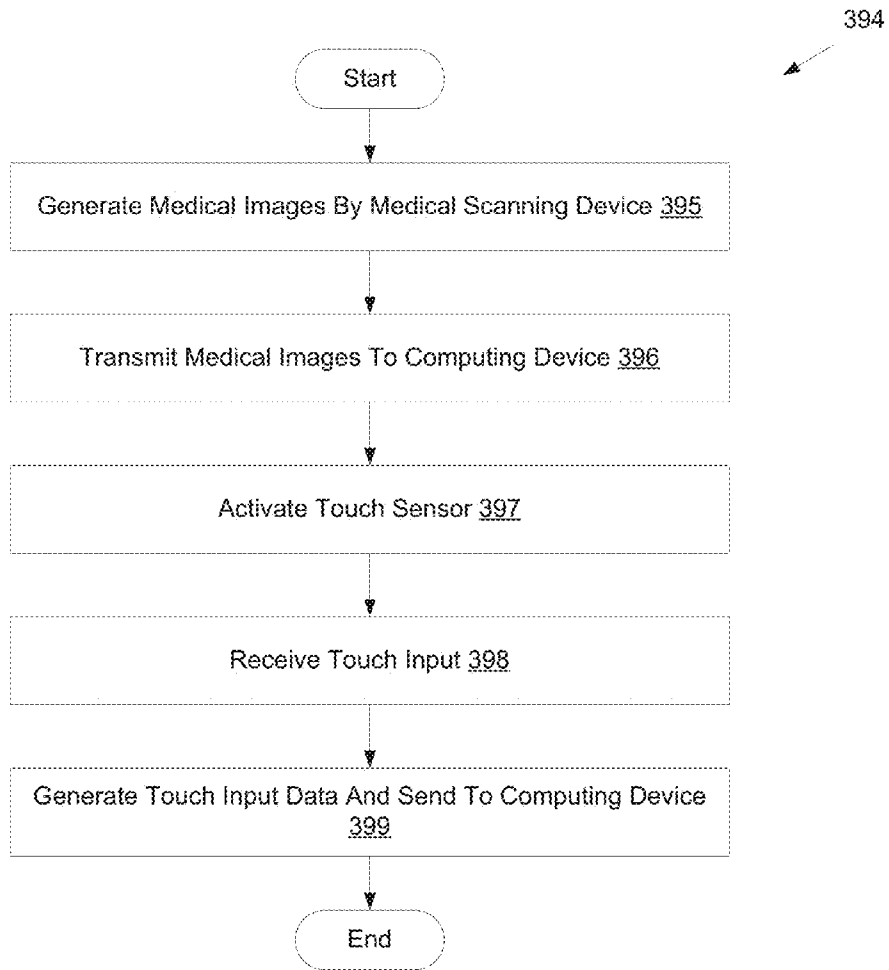 394
Start
Generate Medical Images By Medical Scanning Device 395
Transmit Medical Images To Computing Device 396
Activate Touch Sensor 397
Receive Touch Input 398
Generate Touch Input Data And Send To Computing Device
399
End